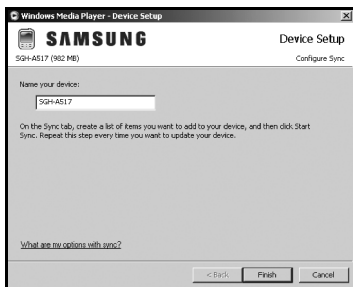 Windows Media Player - Device Setup
SAMSUNG
Device Setup
SGH-A517 (982 MB)
Configure Sync
Name your device:
SGH-A517
On the Sync tab, create a list of items you want to add to your device, and then click Start
Sync. Repeat this step every time you want to update your device.
What are my options with sync?
< Back
Finish
Cancel